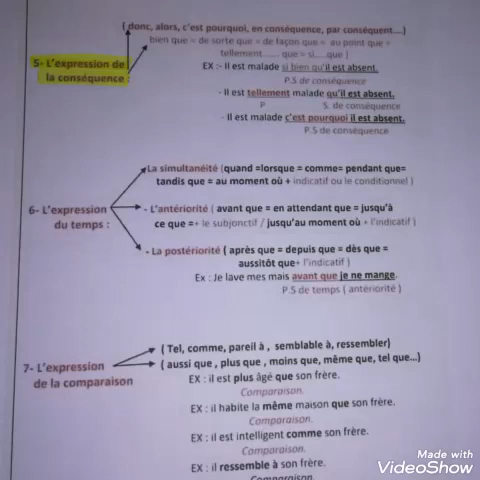 ( donc, alors, c'est pourquoi, en conséquence, par conséquent....)
bien que = de sorte que = de façon que = au point que =
tellement...... que = si....que )
5- L'expression de
la conséquence :
EX :- Il est malade si bien qu'il est absent.
P.S de conséquence
- Il est tellement malade qu'il est absent.
P S. de conséquence
- Il est malade c'est pourquoi il est absent.
P.S de conséquence
6- L'expression
du temps :
La simultanéité (quand =lorsque = comme= pendant que=
tandis que = au moment où + indicatif ou le conditionnel )
- L'antériorité ( avant que = en attendant que = jusqu'à
ce que =+ le subjonctif / jusqu'au moment où + l'indicatif )
- La postériorité ( après que = depuis que = dès que =
aussitôt que+ l'indicatif )
Ex : Je lave mes mais avant que je ne mange.
P.S de temps ( antériorité )
7- L'expression
de la comparaison
( Tel, comme, pareil à , semblable à, ressembler)
( aussi que , plus que , moins que, même que, tel que...)
EX : il est plus âgé que son frère.
Comparaison.
EX : il habite la même maison que son frère.
Comparaison.
EX : il est intelligent comme son frère.
Comparaison.
EX : il ressemble à son frère.
Comparaison.
Made with
VideoShow